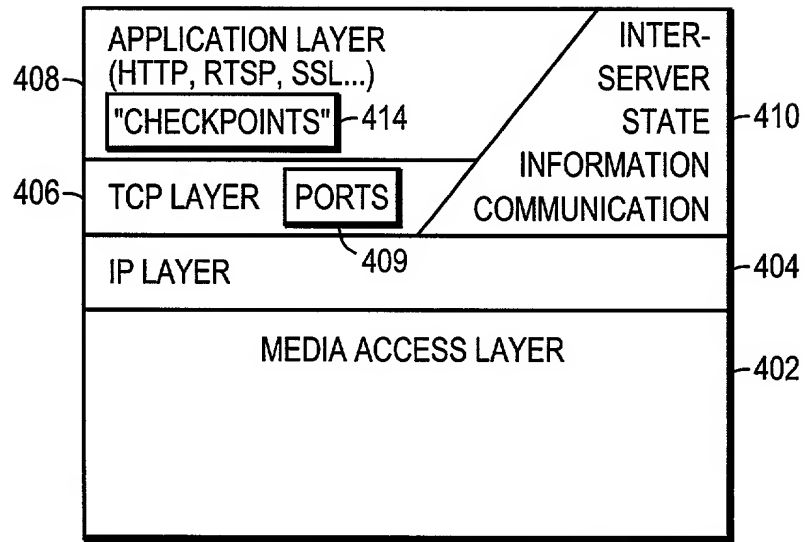 APPLICATION LAYER
(HTTP, RTSP, SSL...)
408
"CHECKPOINTS"
414
INTER-
SERVER
STATE
INFORMATION
COMMUNICATION
410
406
TCP LAYER
PORTS
409
IP LAYER
404
MEDIA ACCESS LAYER
402